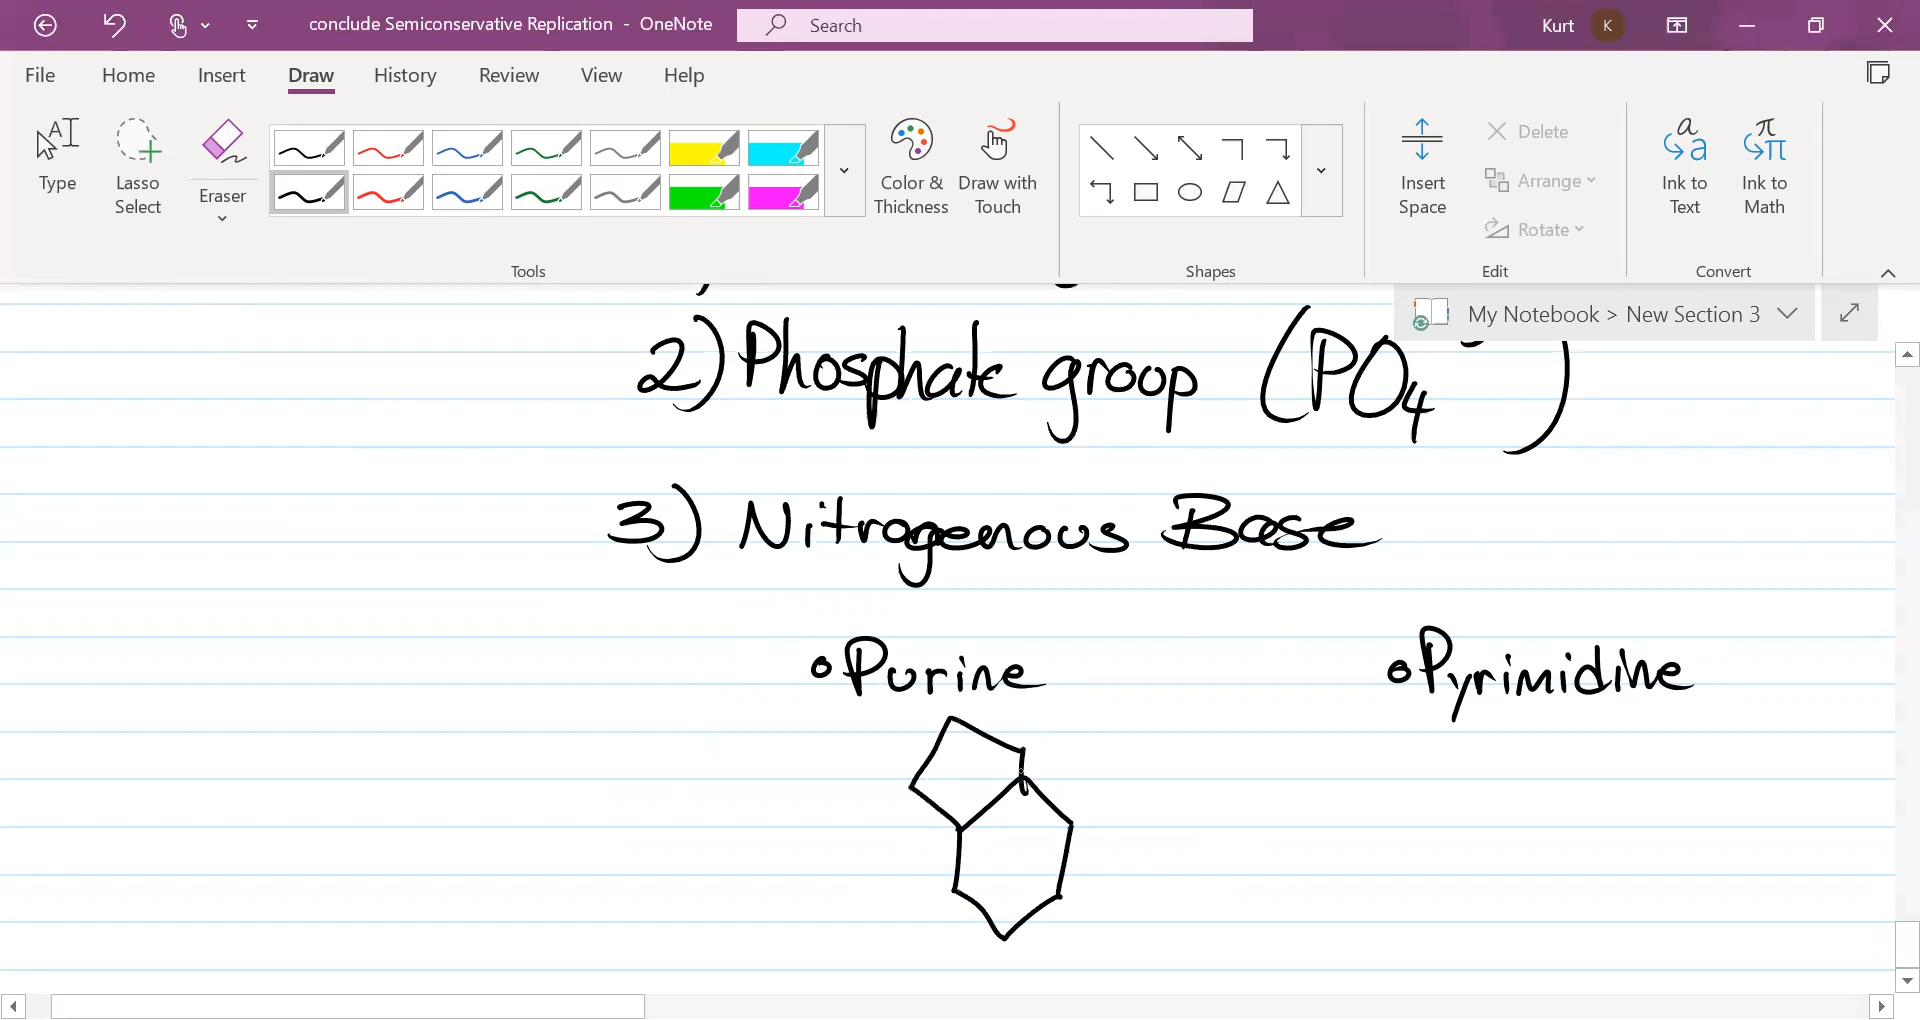 conclude Semiconservative Replication - OneNote
Search
Kurt K
File Home Insert Draw History Review View Help
Type
Lasso Select
Eraser
Color & Thickness
Draw with Touch
Insert Space
Delete
Arrange
Rotate
Ink to Text
Ink to Math
Tools Shapes Edit Convert
My Notebook > New Section 3
2) Phosphate group (PO4 )
3) Nitrogenous Base
Purine Pyrimidine